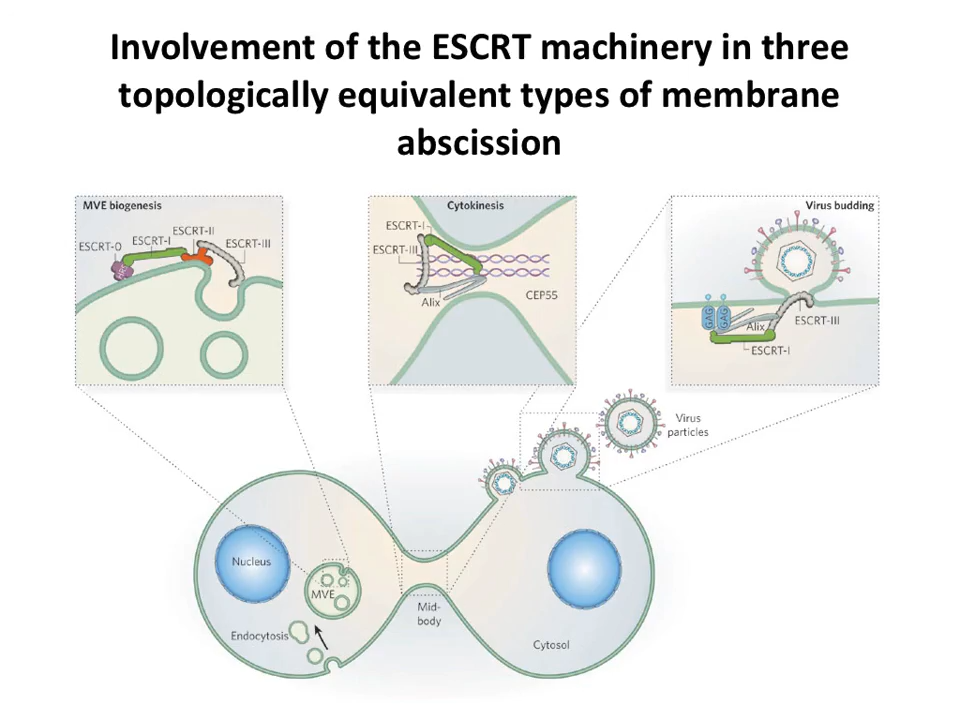 Involvement of the ESCRT machinery in three
topologically equivalent types of membrane
abscission
MVE biogenesis
ESCRT-0
ESCRT-I
ESCRT-II
ESCRT-III
HRS
Cytokinesis
ESCRT-I
ESCRT-III
Alix
CEP55
Virus budding
GAG
GAG
Alix
ESCRT-III
ESCRT-I
Virus
particles
Nucleus
MVE
Endocytosis
Mid-
body
Cytosol